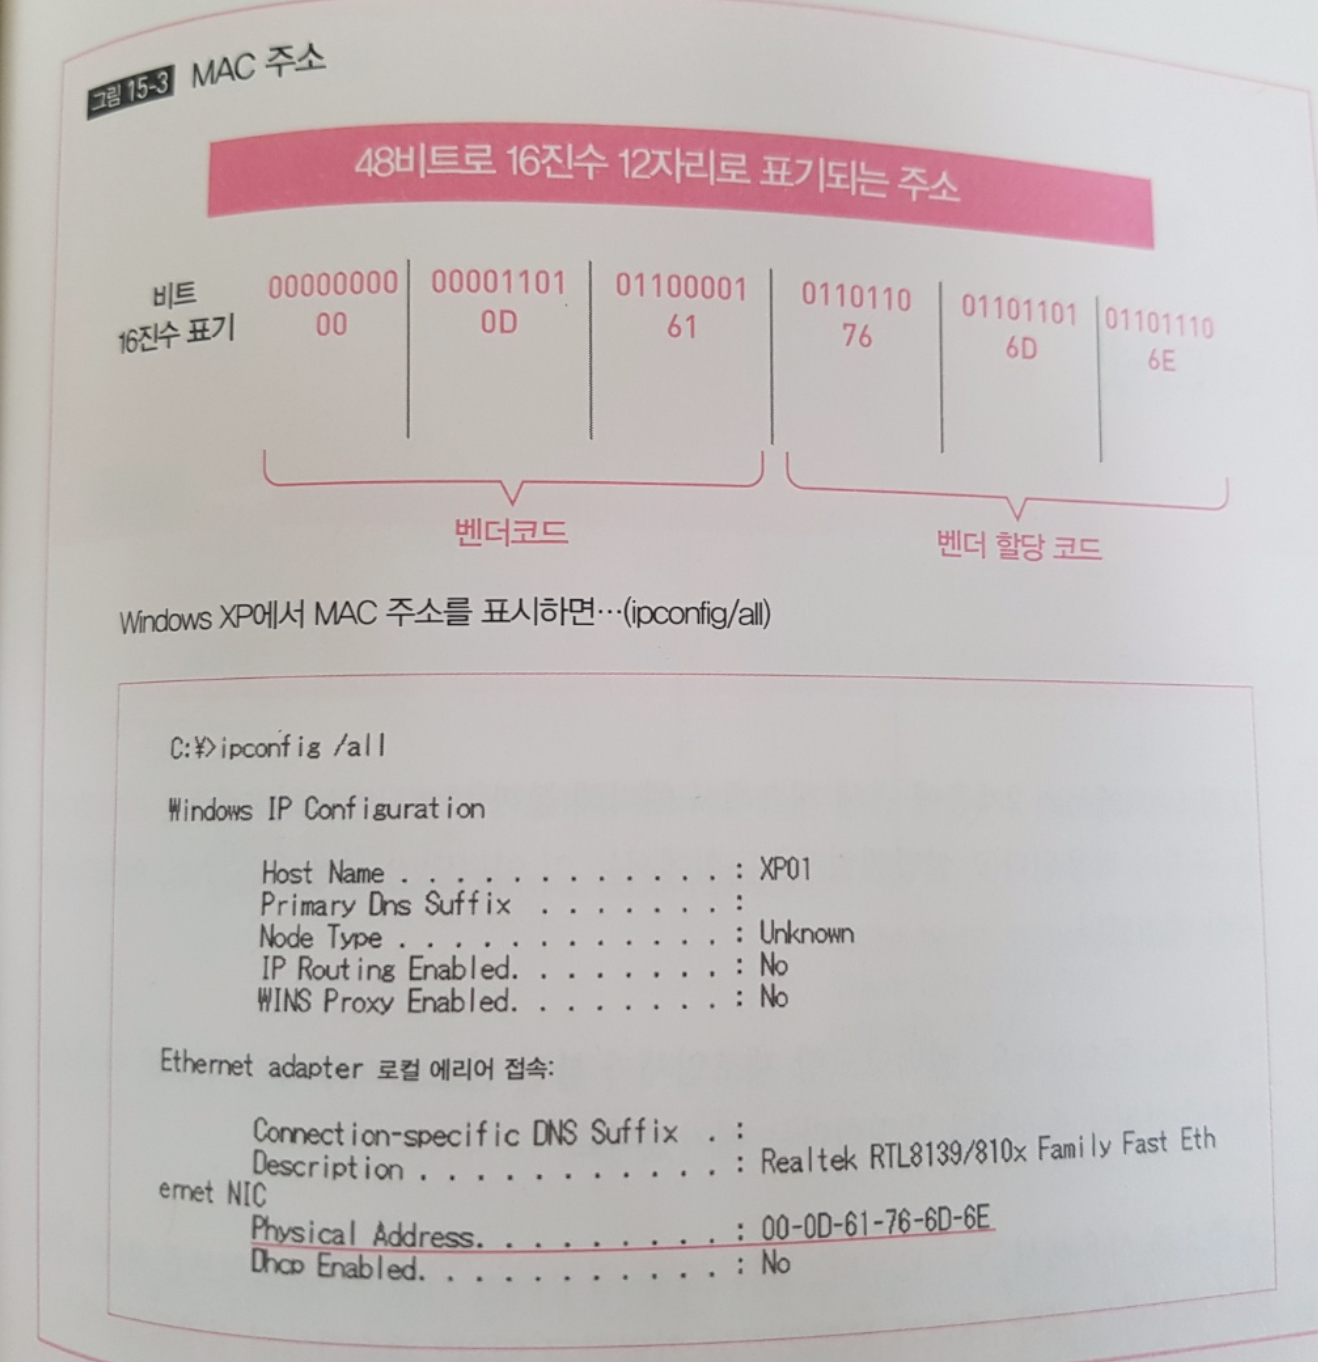 그림 15-3 MAC 주소
48비트로 16진수 12자리로 표기되는 주소
비트 00000000 00001101 01100001 0110110 01101101 01101110
16진수 표기 00 0D 61 76 6D 6E
벤더코드 벤더 할당 코드
Windows XP에서 MAC 주소를 표시하면…(ipconfig/all)
C:¥>ipconfig /all
Windows IP Configuration
Host Name . . . . . . . . . . . . : XP01
Primary Dns Suffix . . . . . . . :
Node Type . . . . . . . . . . . . : Unknown
IP Routing Enabled. . . . . . . . : No
WINS Proxy Enabled. . . . . . . . : No
Ethernet adapter 로컬 에리어 접속:
Connection-specific DNS Suffix . :
Description . . . . . . . . . . . : Realtek RTL8139/810x Family Fast Eth
ernet NIC
Physical Address. . . . . . . . . : 00-0D-61-76-6D-6E
Dhcp Enabled. . . . . . . . . . . : No